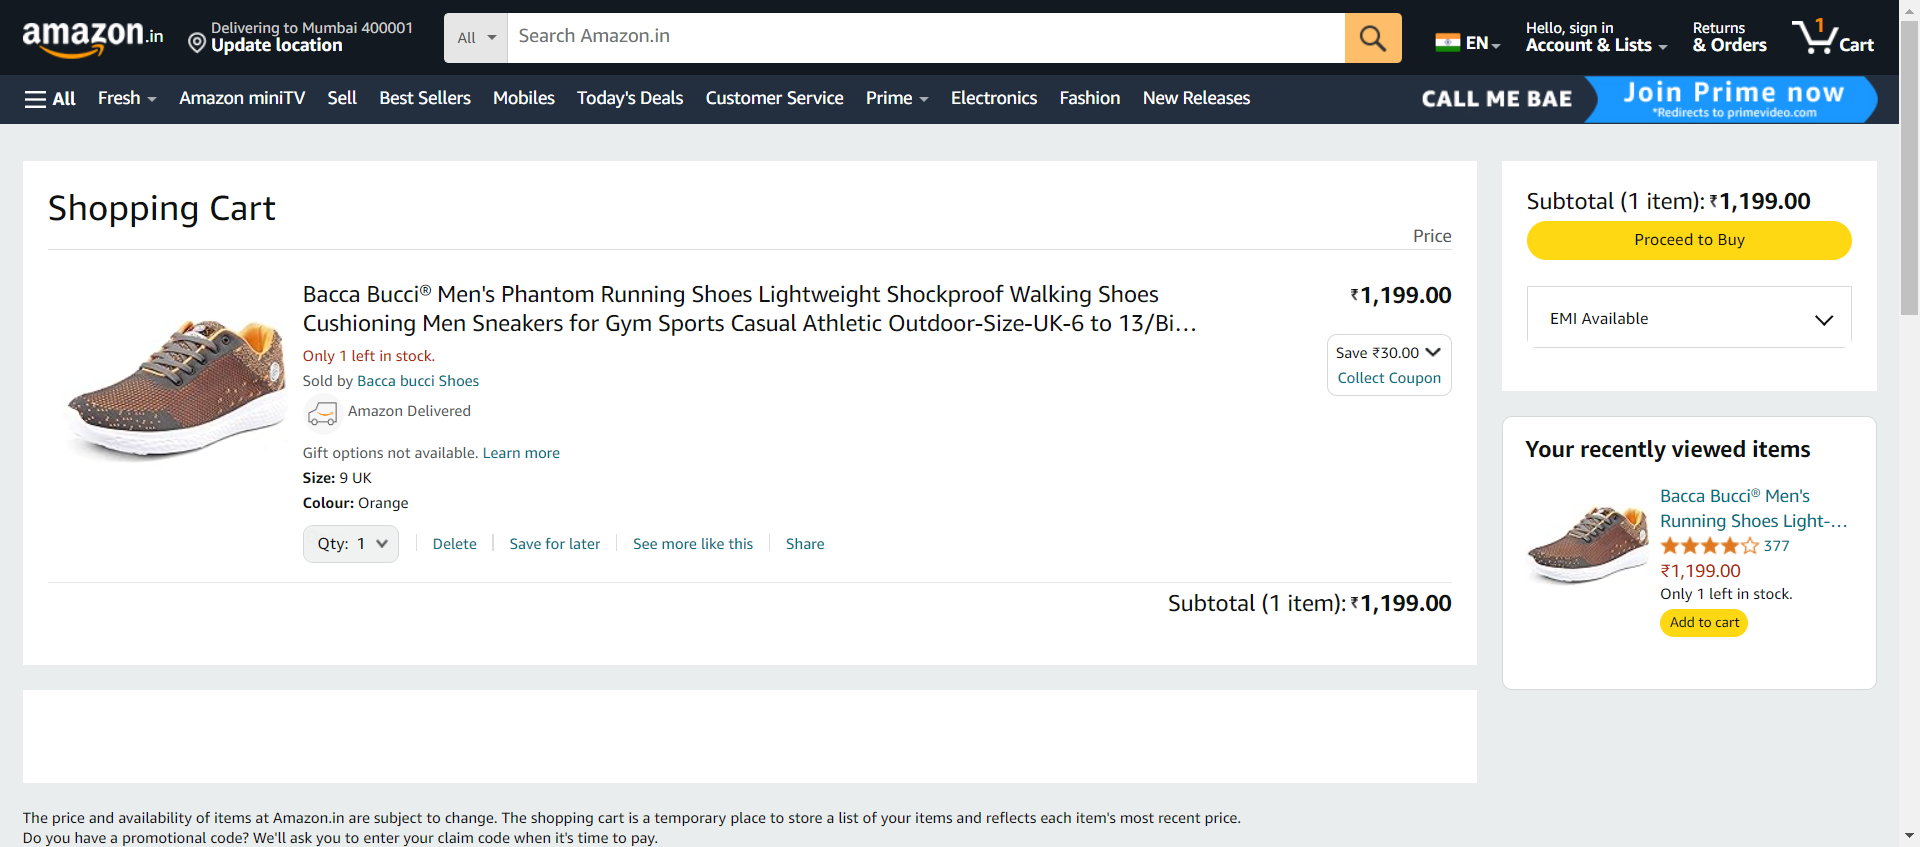 amazon.in
Delivering to Mumbai 400001
Update location
All
Search Amazon.in
EN
Hello, sign in
Account & Lists
Returns
& Orders
1
Cart
All
Fresh
Amazon miniTV
Sell
Best Sellers
Mobiles
Today's Deals
Customer Service
Prime
Electronics
Fashion
New Releases
CALL ME BAE
Join Prime now
*Redirects to primevideo.com
Shopping Cart
Price
Bacca Bucci® Men's Phantom Running Shoes Lightweight Shockproof Walking Shoes
Cushioning Men Sneakers for Gym Sports Casual Athletic Outdoor-Size-UK-6 to 13/Bi…
₹1,199.00
Only 1 left in stock.
Sold by Bacca bucci Shoes
Amazon Delivered
Save ₹30.00
Collect Coupon
Gift options not available. Learn more
Size: 9 UK
Colour: Orange
Qty: 1
Delete
Save for later
See more like this
Share
Subtotal (1 item): ₹1,199.00
Subtotal (1 item): ₹1,199.00
Proceed to Buy
EMI Available
Your recently viewed items
Bacca Bucci® Men's
Running Shoes Light-…
377
₹1,199.00
Only 1 left in stock.
Add to cart
The price and availability of items at Amazon.in are subject to change. The shopping cart is a temporary place to store a list of your items and reflects each item's most recent price.
Do you have a promotional code? We'll ask you to enter your claim code when it's time to pay.